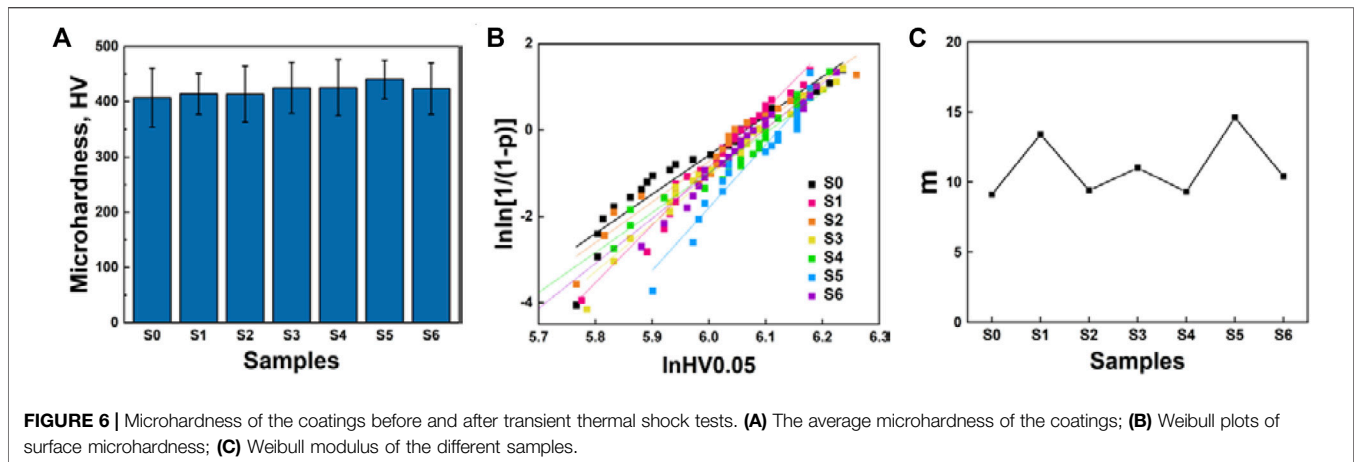 A
Microhardness, HV
500
400
300
200
100
0
S0 S1 S2 S3 S4 S5 S6
Samples
B
lnln[1/(1-p)]
2
0
-2
-4
5.7 5.8 5.9 6.0 6.1 6.2 6.3
lnHV0.05
S0
S1
S2
S3
S4
S5
S6
C
m
20
15
10
5
0
S0 S1 S2 S3 S4 S5 S6
Samples
FIGURE 6 | Microhardness of the coatings before and after transient thermal shock tests. (A) The average microhardness of the coatings; (B) Weibull plots of
surface microhardness; (C) Weibull modulus of the different samples.